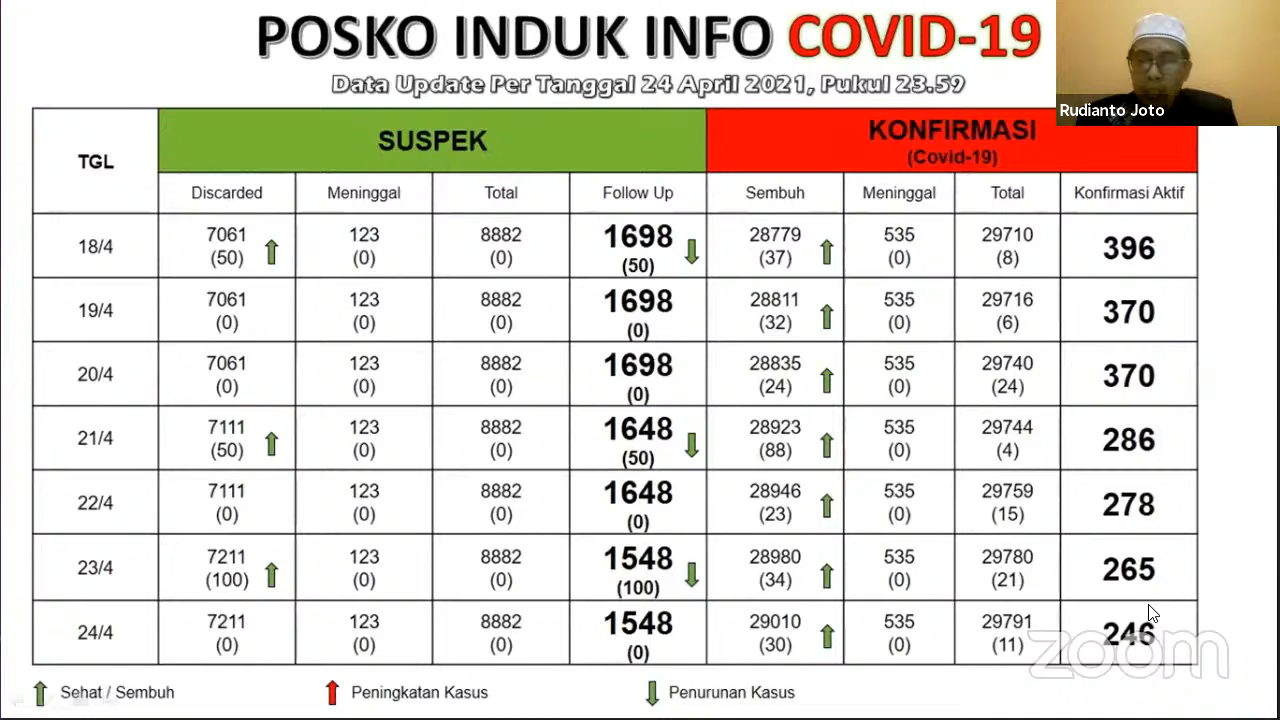 POSKO INDUK INFO COVID-19
Data Update Per Tanggal 24 April 2021, Pukul 23.59
Rudianto Joto
TGL
SUSPEK
KONFIRMASI
(Covid-19)
Discarded Meninggal Total Follow Up Sembuh Meninggal Total Konfirmasi Aktif
18/4 7061 123 8882 1698 28779 535 29710 396
(50) (0) (0) (50) (37) (0) (8)
19/4 7061 123 8882 1698 28811 535 29716 370
(0) (0) (0) (0) (32) (0) (6)
20/4 7061 123 8882 1698 28835 535 29740 370
(0) (0) (0) (0) (24) (0) (24)
21/4 7111 123 8882 1648 28923 535 29744 286
(50) (0) (0) (50) (88) (0) (4)
22/4 7111 123 8882 1648 28946 535 29759 278
(0) (0) (0) (0) (23) (0) (15)
23/4 7211 123 8882 1548 28980 535 29780 265
(100) (0) (0) (100) (34) (0) (21)
24/4 7211 123 8882 1548 29010 535 29791 246
(0) (0) (0) (0) (30) (0) (11)
zoom
Sehat / Sembuh Peningkatan Kasus Penurunan Kasus